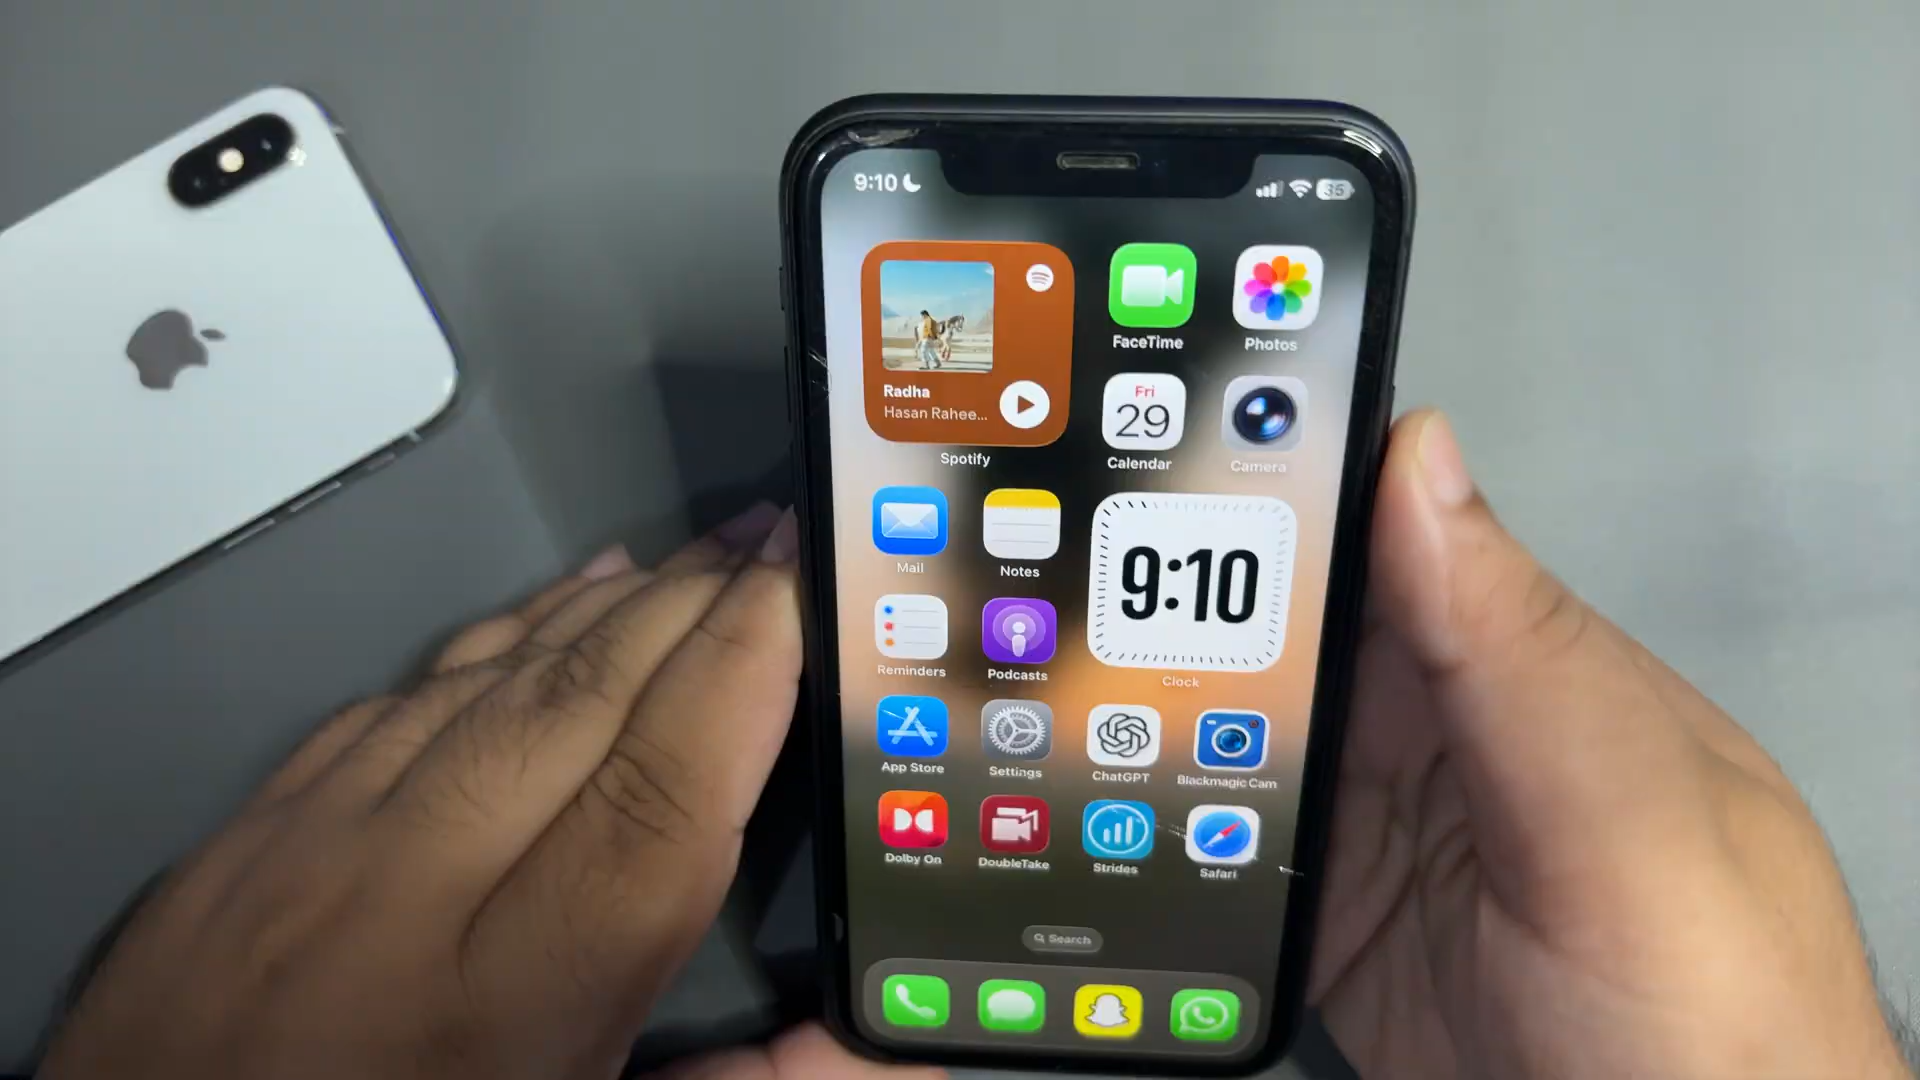 9:10
35
Radha
Hasan Rahee...
Spotify
FaceTime
Photos
Fri
29
Calendar
Camera
Mail
Notes
9:10
Clock
Reminders
Podcasts
App Store
Settings
ChatGPT
Blackmagic Cam
Dolby On
DoubleTake
Strides
Safari
Search